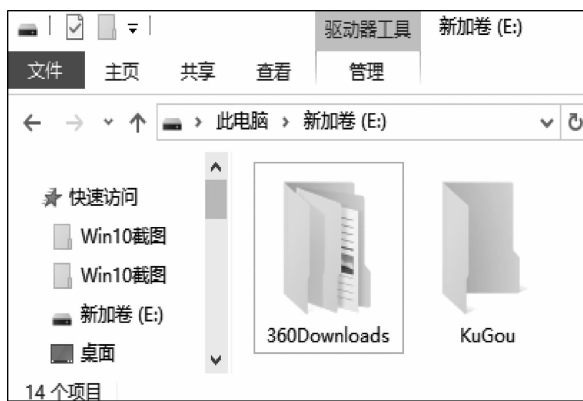 驱动器工具 新加卷 (E:)
文件 主页 共享 查看 管理
此电脑 新加卷 (E:)
快速访问
Win10截图
Win10截图
新加卷 (E:)
桌面
360Downloads KuGou
14 个项目